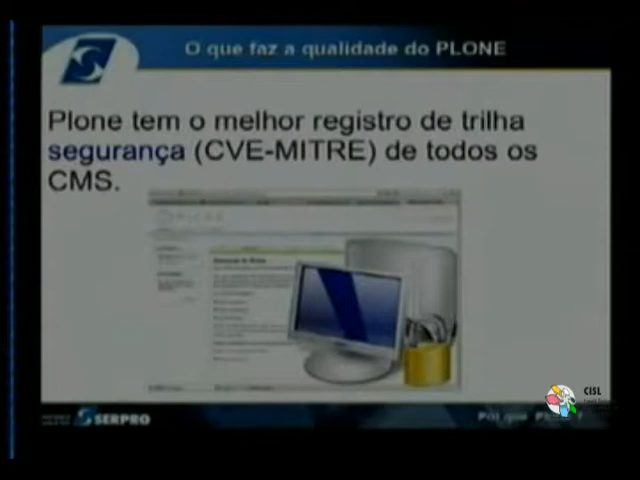 O que faz a qualidade do PLONE
Plone tem o melhor registro de trilha
segurança (CVE-MITRE) de todos os
CMS.
SERPRO
CISL